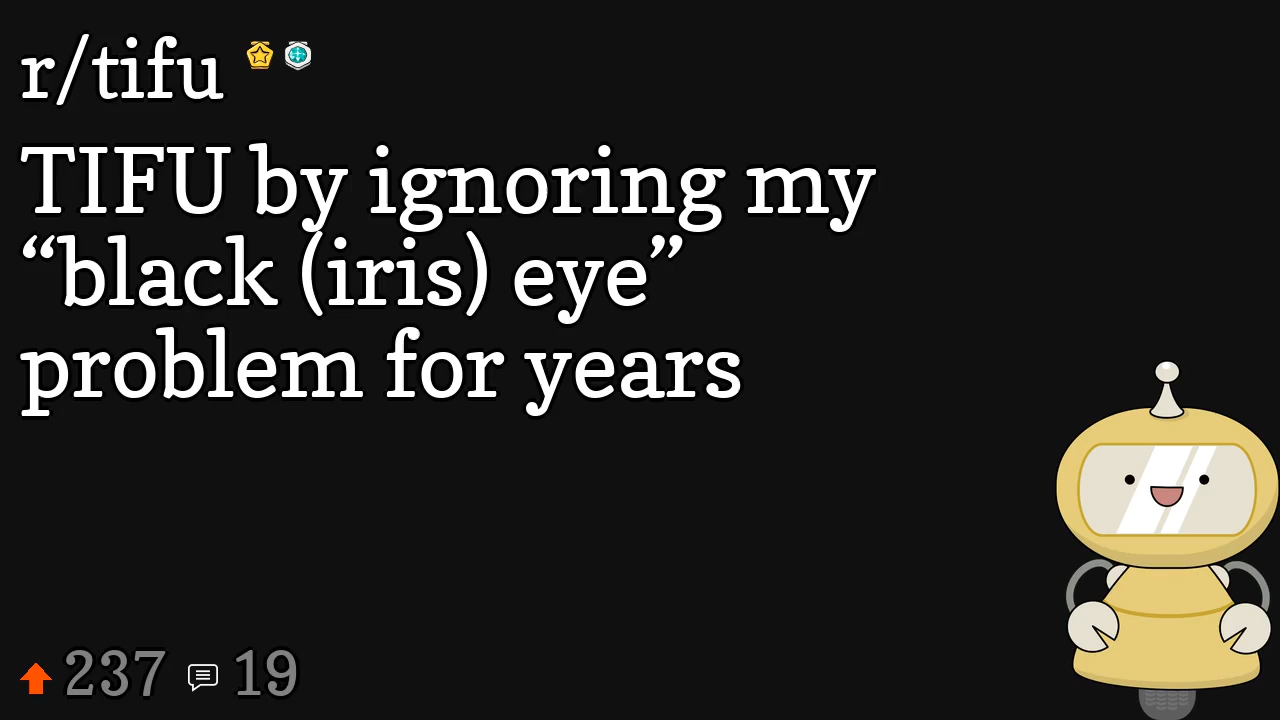 r/tifu
TIFU by ignoring my
“black (iris) eye”
problem for years
237 19